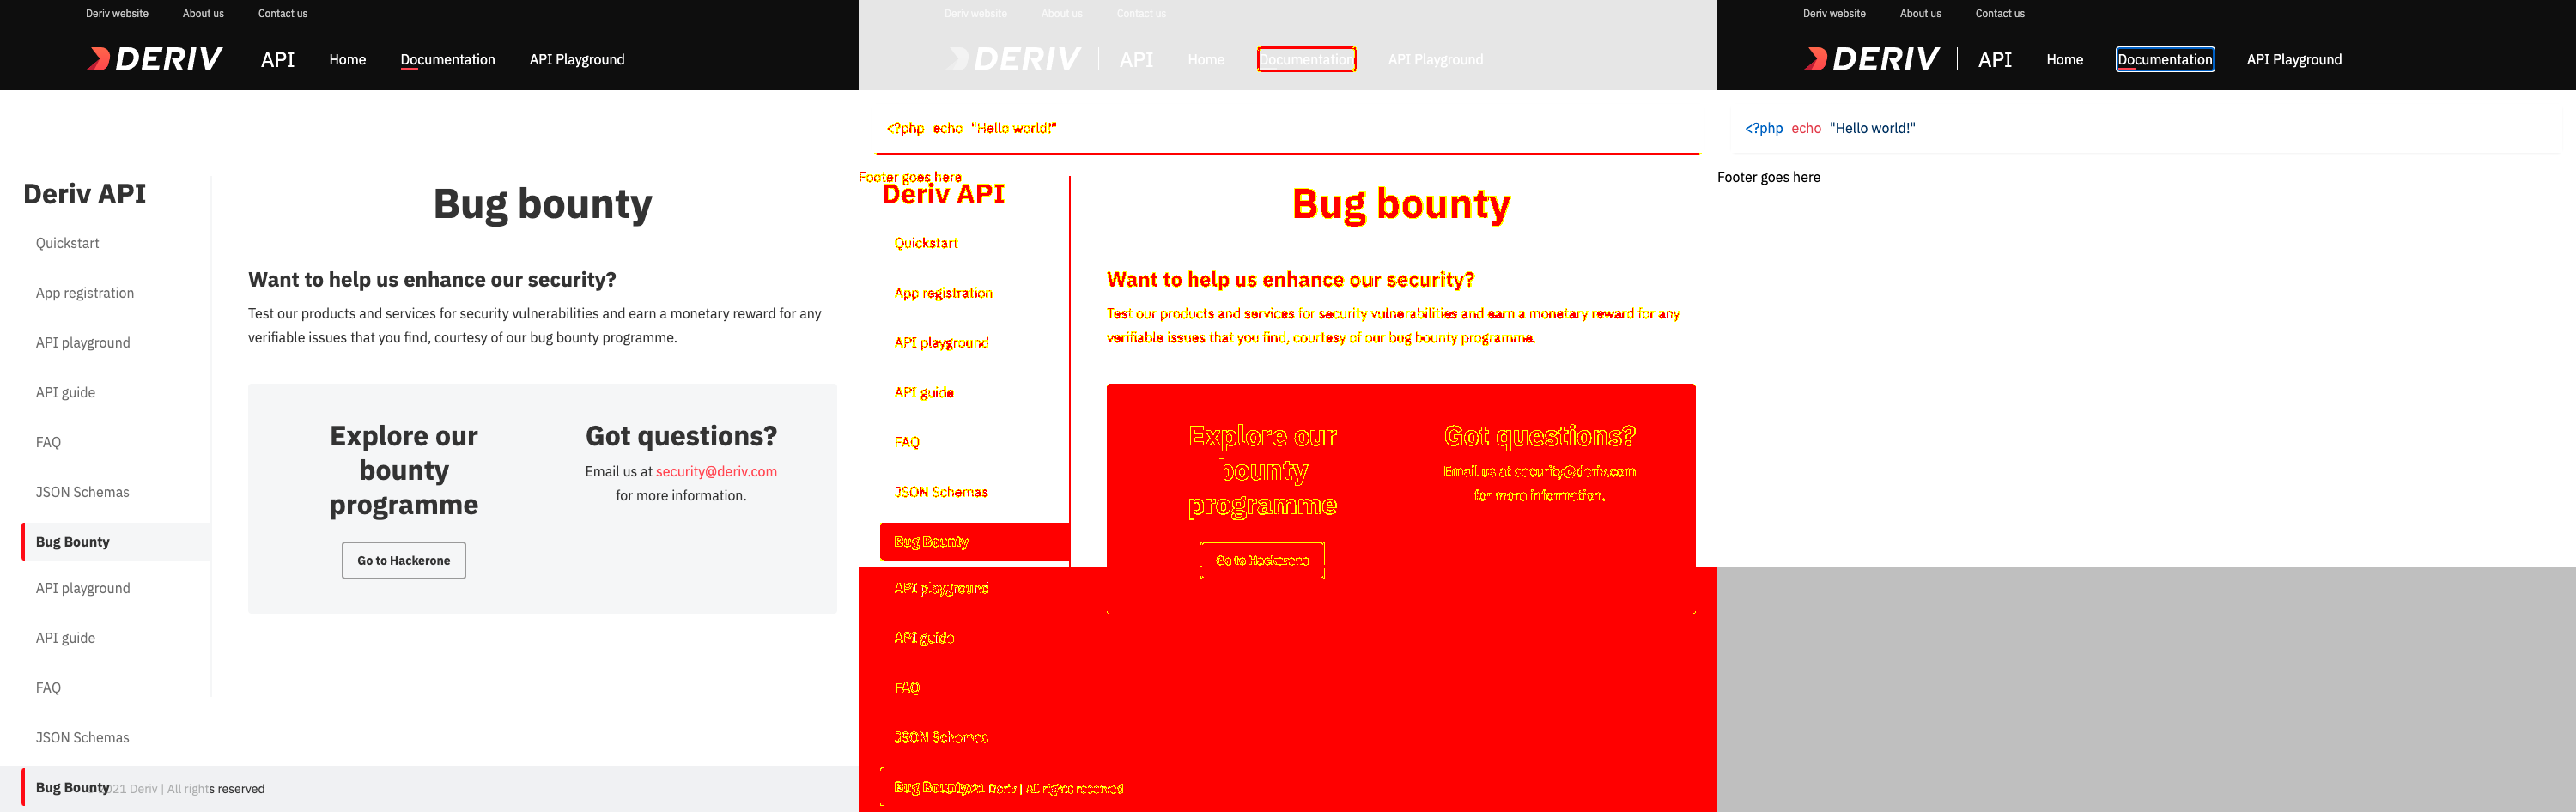 Deriv website About us Contact us
DERIV | API Home Documentation API Playground
Deriv API
Quickstart
App registration
API playground
API guide
FAQ
JSON Schemas
Bug Bounty
API playground
API guide
FAQ
JSON Schemas
Bug Bounty
Bug bounty
Want to help us enhance our security?
Test our products and services for security vulnerabilities and earn a monetary reward for any
verifiable issues that you find, courtesy of our bug bounty programme.
Explore our
bounty
programme
Go to Hackerone
Got questions?
Email us at security@deriv.com
for more information.
2021 Deriv | All rights reserved
Deriv website About us Contact us
DERIV | API Home Documentation API Playground
<?php echo "Hello world!"
Footer goes here
Deriv API
Quickstart
App registration
API playground
API guide
FAQ
JSON Schemas
Bug Bounty
API playground
API guide
FAQ
JSON Schemas
Bug Bounty
Bug bounty
Want to help us enhance our security?
Test our products and services for security vulnerabilities and earn a monetary reward for any
verifiable issues that you find, courtesy of our bug bounty programme.
Explore our
bounty
programme
Go to Hackerone
Got questions?
Email us at security@deriv.com
for more information.
2021 Deriv | All rights reserved
Deriv website About us Contact us
DERIV | API Home Documentation API Playground
<?php echo "Hello world!"
Footer goes here